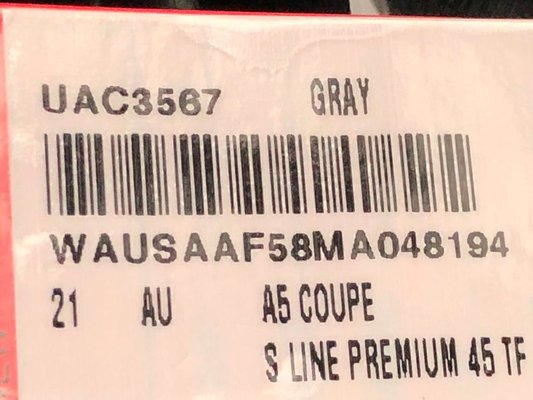 UAC3567 GRAY
WAUSAAF58MA048194
21 AU A5 COUPE
S LINE PREMIUM 45 TF